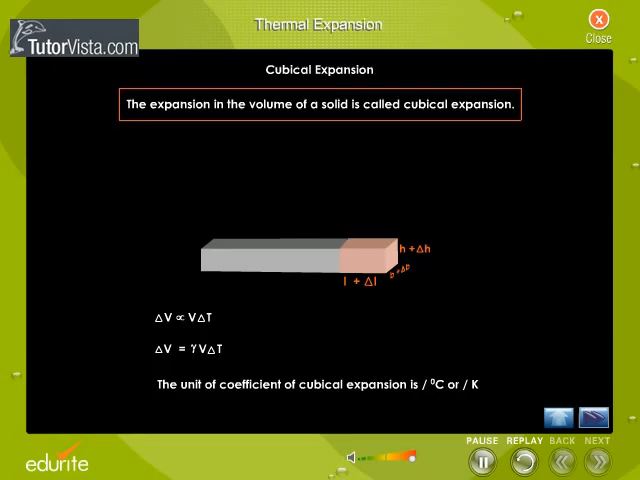 Thermal Expansion
X
Close
TutorVista.com
Cubical Expansion
The expansion in the volume of a solid is called cubical expansion.
h + △h
b + △b
l + △l
△V ∝ V△T
△V = γ V△T
The unit of coefficient of cubical expansion is / ⁰C or / K
PAUSE REPLAY BACK NEXT
edurite